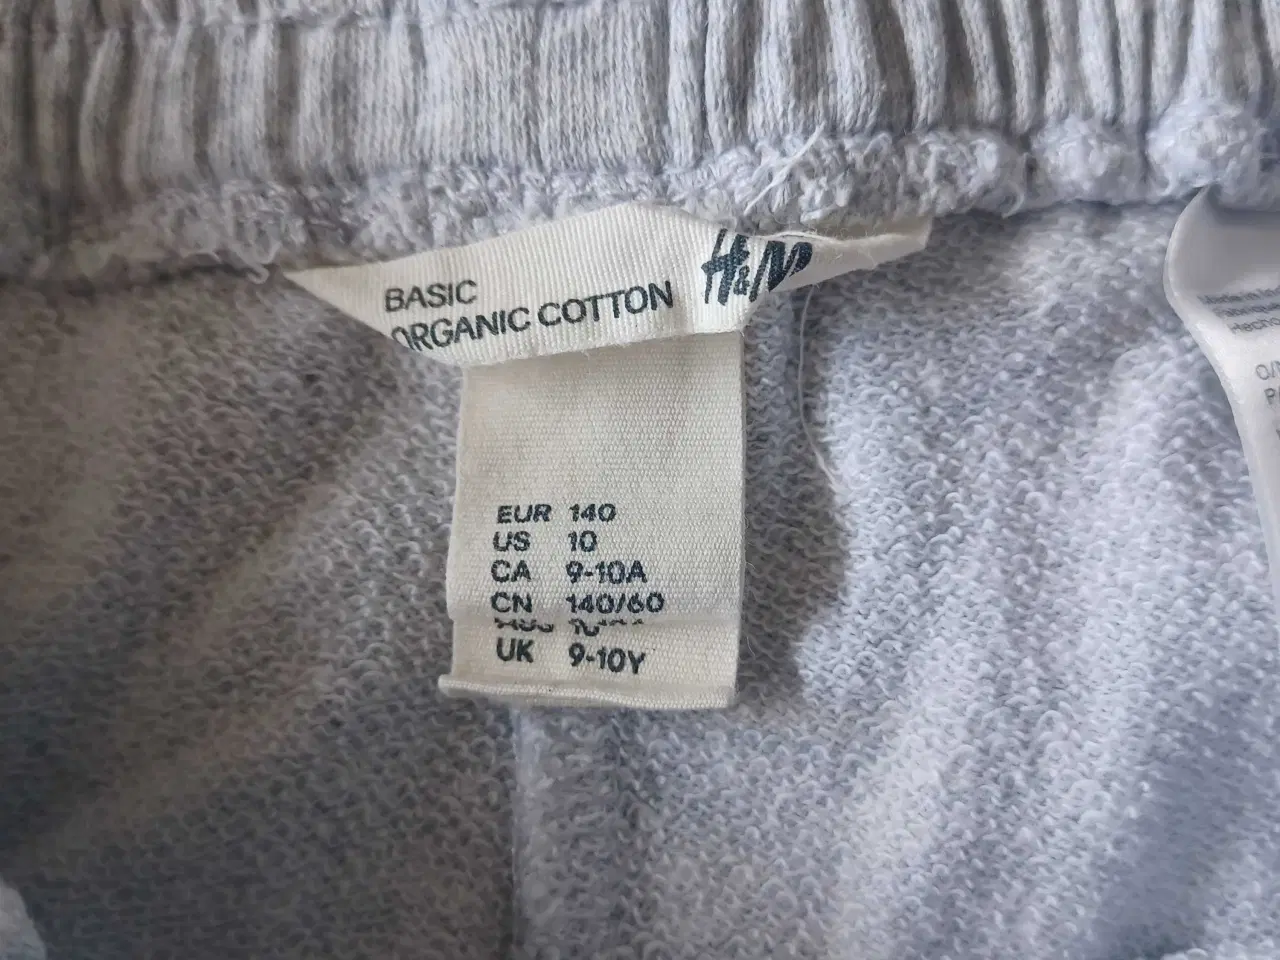 BASIC
ORGANIC COTTON
H&M
EUR 140
US 10
CA 9-10A
CN 140/60
UK 9-10Y